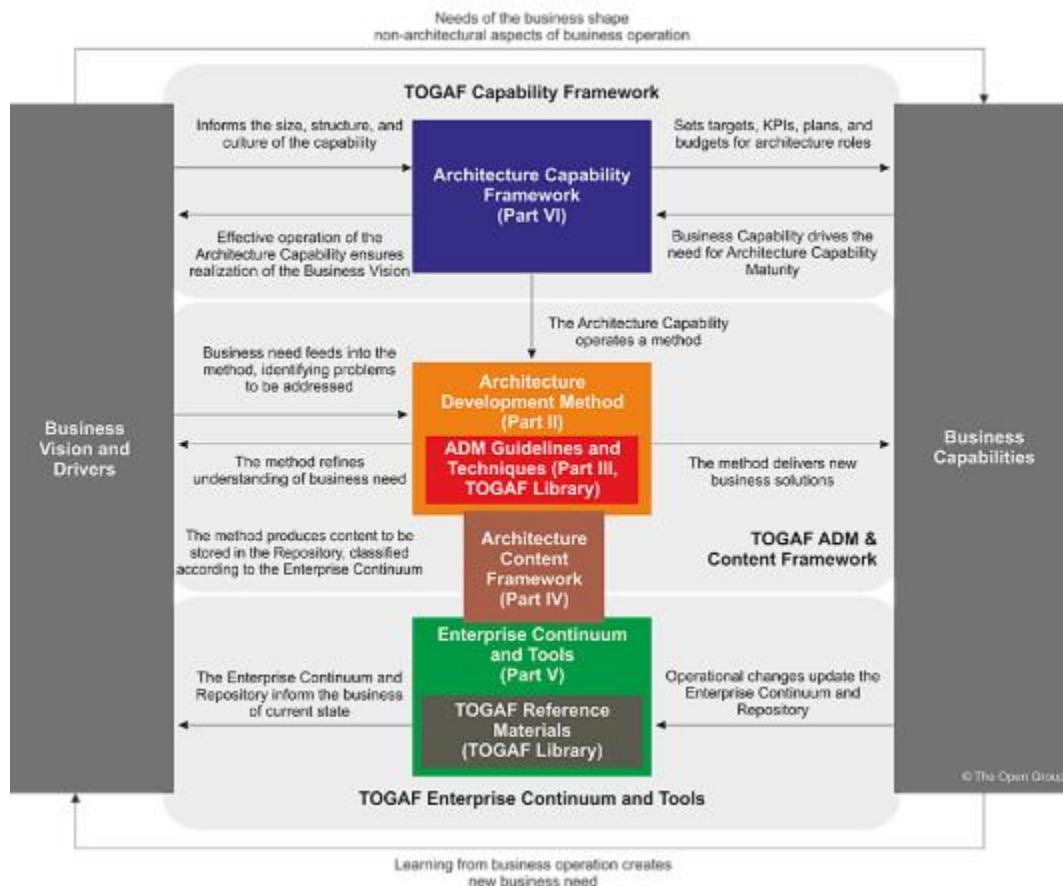 Needs of the business shape
non-architectural aspects of business operation
TOGAF Capability Framework
Informs the size, structure, and
culture of the capability
Architecture Capability
Framework
(Part VI)
Sets targets, KPIs, plans, and
budgets for architecture roles
Effective operation of the
Architecture Capability ensures
realization of the Business Vision
Business Capability drives the
need for Architecture Capability
Maturity
The Architecture Capability
operates a method
Business need feeds into the
method, identifying problems
to be addressed
Architecture
Development Method
(Part II)
Business
Vision and
Drivers
ADM Guidelines and
Techniques (Part III,
TOGAF Library)
Business
Capabilities
The method refines
understanding of business need
The method delivers new
business solutions
The method produces content to be
stored in the Repository, classified
according to the Enterprise Continuum
Architecture
Content
Framework
(Part IV)
TOGAF ADM &
Content Framework
Enterprise Continuum
and Tools
(Part V)
The Enterprise Continuum and
Repository inform the business
of current state
Operational changes update the
Enterprise Continuum and
Repository
TOGAF Reference
Materials
(TOGAF Library)
© The Open Group
TOGAF Enterprise Continuum and Tools
Learning from business operation creates
new business need